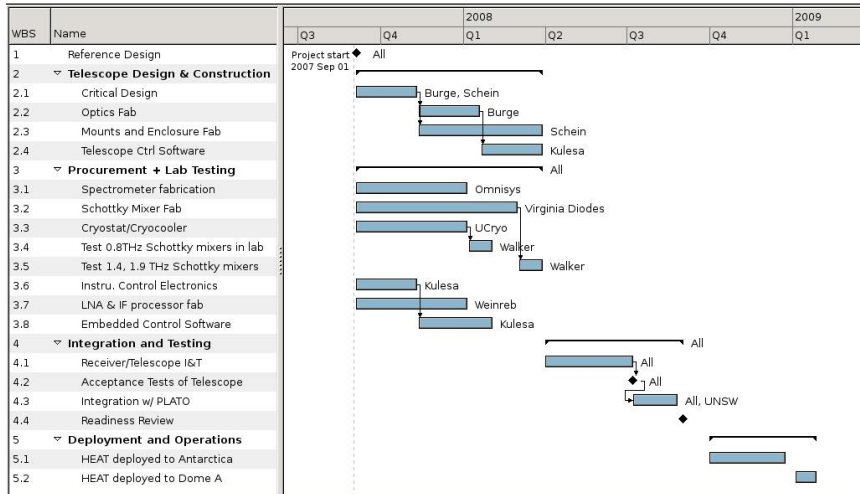 2008 2009
WBS Name Q3 Q4 Q1 Q2 Q3 Q4 Q1
1 Reference Design Project start 2007 Sep 01 All
2 Telescope Design & Construction
2.1 Critical Design Burge, Schein
2.2 Optics Fab Burge
2.3 Mounts and Enclosure Fab Schein
2.4 Telescope Ctrl Software Kulesa
3 Procurement + Lab Testing All
3.1 Spectrometer fabrication Omnisys
3.2 Schottky Mixer Fab Virginia Diodes
3.3 Cryostat/Cryocooler UCryo
3.4 Test 0.8THz Schottky mixers in lab Walker
3.5 Test 1.4, 1.9 THz Schottky mixers Walker
3.6 Instru. Control Electronics Kulesa
3.7 LNA & IF processor fab Weinreb
3.8 Embedded Control Software Kulesa
4 Integration and Testing All
4.1 Receiver/Telescope I&T All
4.2 Acceptance Tests of Telescope All
4.3 Integration w/ PLATO All, UNSW
4.4 Readiness Review
5 Deployment and Operations
5.1 HEAT deployed to Antarctica
5.2 HEAT deployed to Dome A